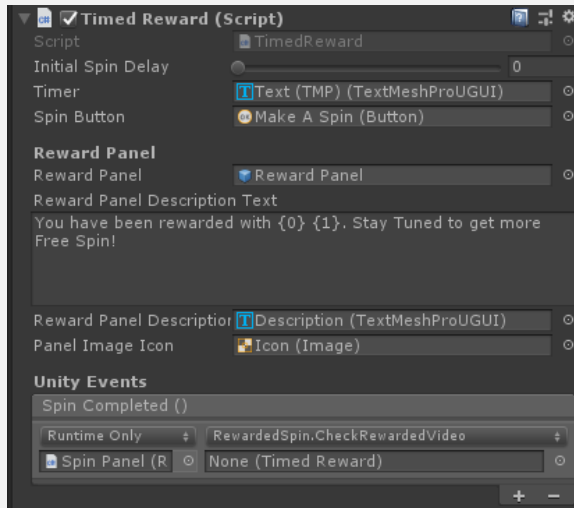 Timed Reward (Script)
Script TimedReward
Initial Spin Delay 0
Timer Text (TMP) (TextMeshProUGUI)
Spin Button Make A Spin (Button)
Reward Panel
Reward Panel Reward Panel
Reward Panel Description Text
You have been rewarded with {0} {1}. Stay Tuned to get more
Free Spin!
Reward Panel Description Description (TextMeshProUGUI)
Panel Image Icon Icon (Image)
Unity Events
Spin Completed ()
Runtime Only RewardedSpin.CheckRewardedVideo
Spin Panel (R None (Timed Reward)